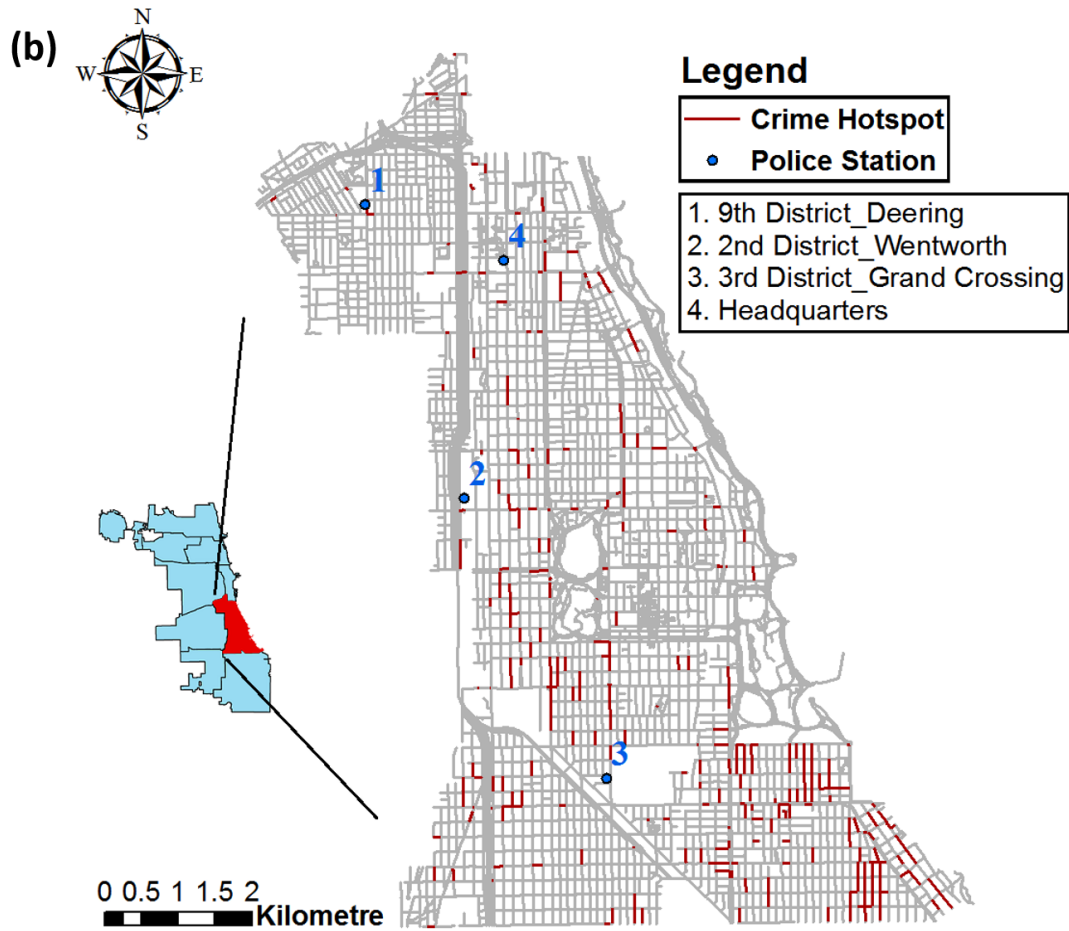 (b)
N
W E
S
Legend
Crime Hotspot
Police Station
1. 9th District_Deering
2. 2nd District_Wentworth
3. 3rd District_Grand Crossing
4. Headquarters
1
4
2
3
0 0.5 1 1.5 2
Kilometre